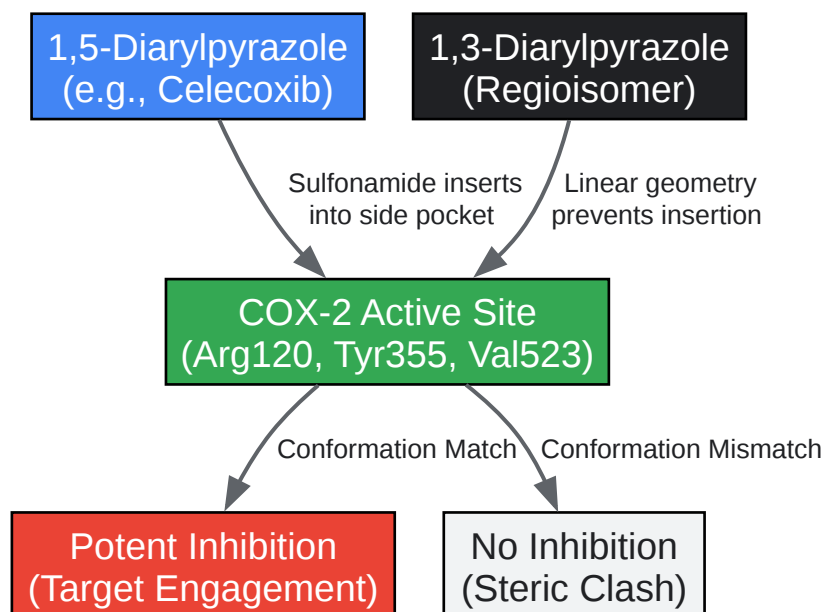 1,5-Diarylpyrazole
(e.g., Celecoxib)
1,3-Diarylpyrazole
(Regioisomer)
Sulfonamide inserts
into side pocket
Linear geometry
prevents insertion
COX-2 Active Site
(Arg120, Tyr355, Val523)
Conformation Match
Conformation Mismatch
Potent Inhibition
(Target Engagement)
No Inhibition
(Steric Clash)